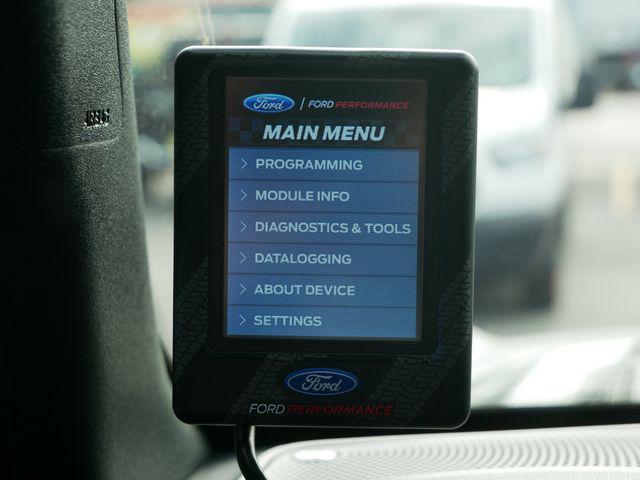 Ford | FORD PERFORMANCE
MAIN MENU
> PROGRAMMING
> MODULE INFO
> DIAGNOSTICS & TOOLS
> DATALOGGING
> ABOUT DEVICE
> SETTINGS
Ford
FORD PERFORMANCE